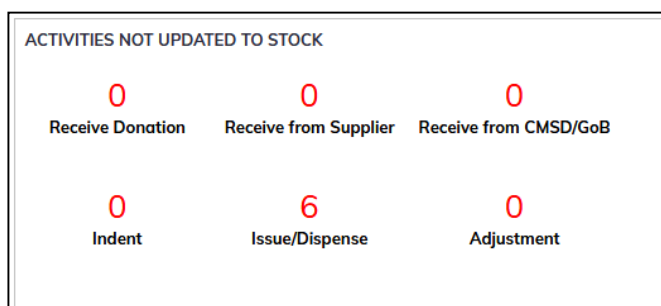 ACTIVITIES NOT UPDATED TO STOCK
0 0 0
Receive Donation Receive from Supplier Receive from CMSD/GoB
0 6 0
Indent Issue/Dispense Adjustment